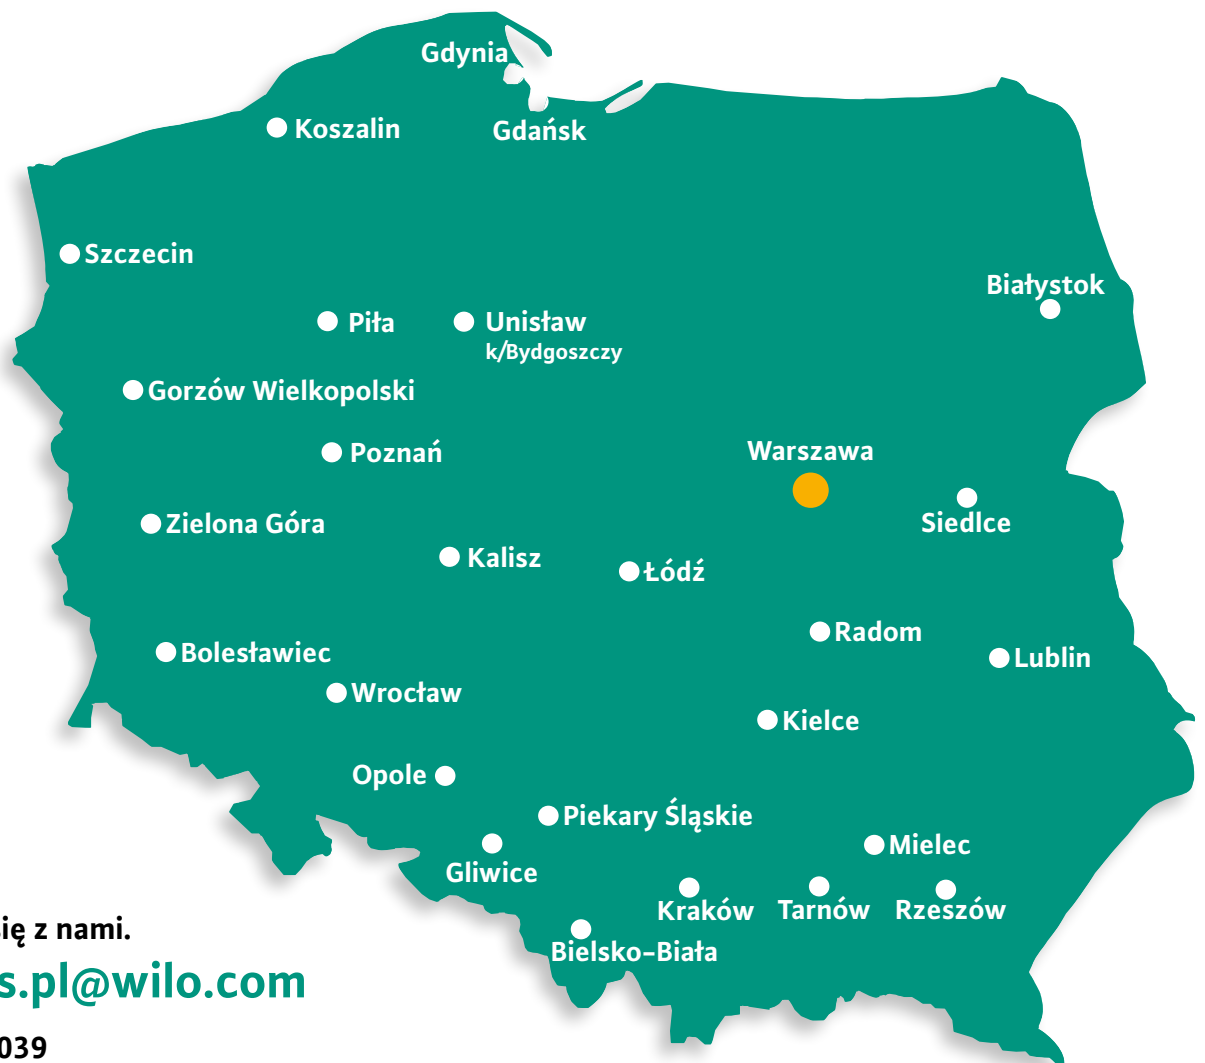 Gdynia
Koszalin
Gdańsk
Szczecin
Białystok
Piła
Unisław
k/Bydgoszczy
Gorzów Wielkopolski
Poznań
Warszawa
Siedlce
Zielona Góra
Kalisz
Łódź
Radom
Bolesławiec
Lublin
Wrocław
Kielce
Opole
Piekary Śląskie
Mielec
Gliwice
Kraków
Tarnów
Rzeszów
Bielsko-Biała
się z nami.
s.pl@wilo.com
039